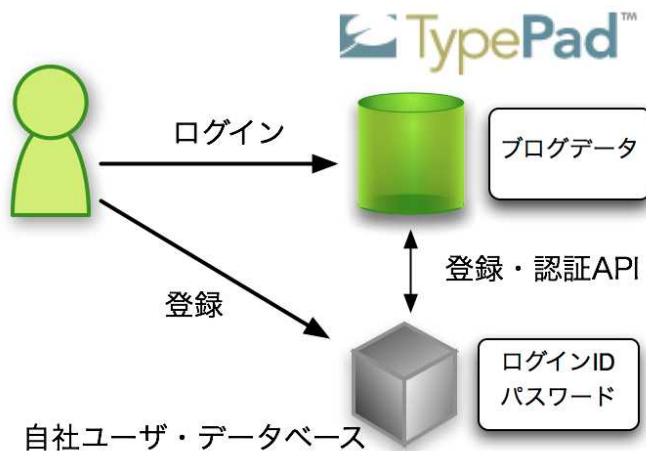 TypePad™
ログイン
ブログデータ
登録・認証API
登録
ログインID
パスワード
自社ユーザ・データベース